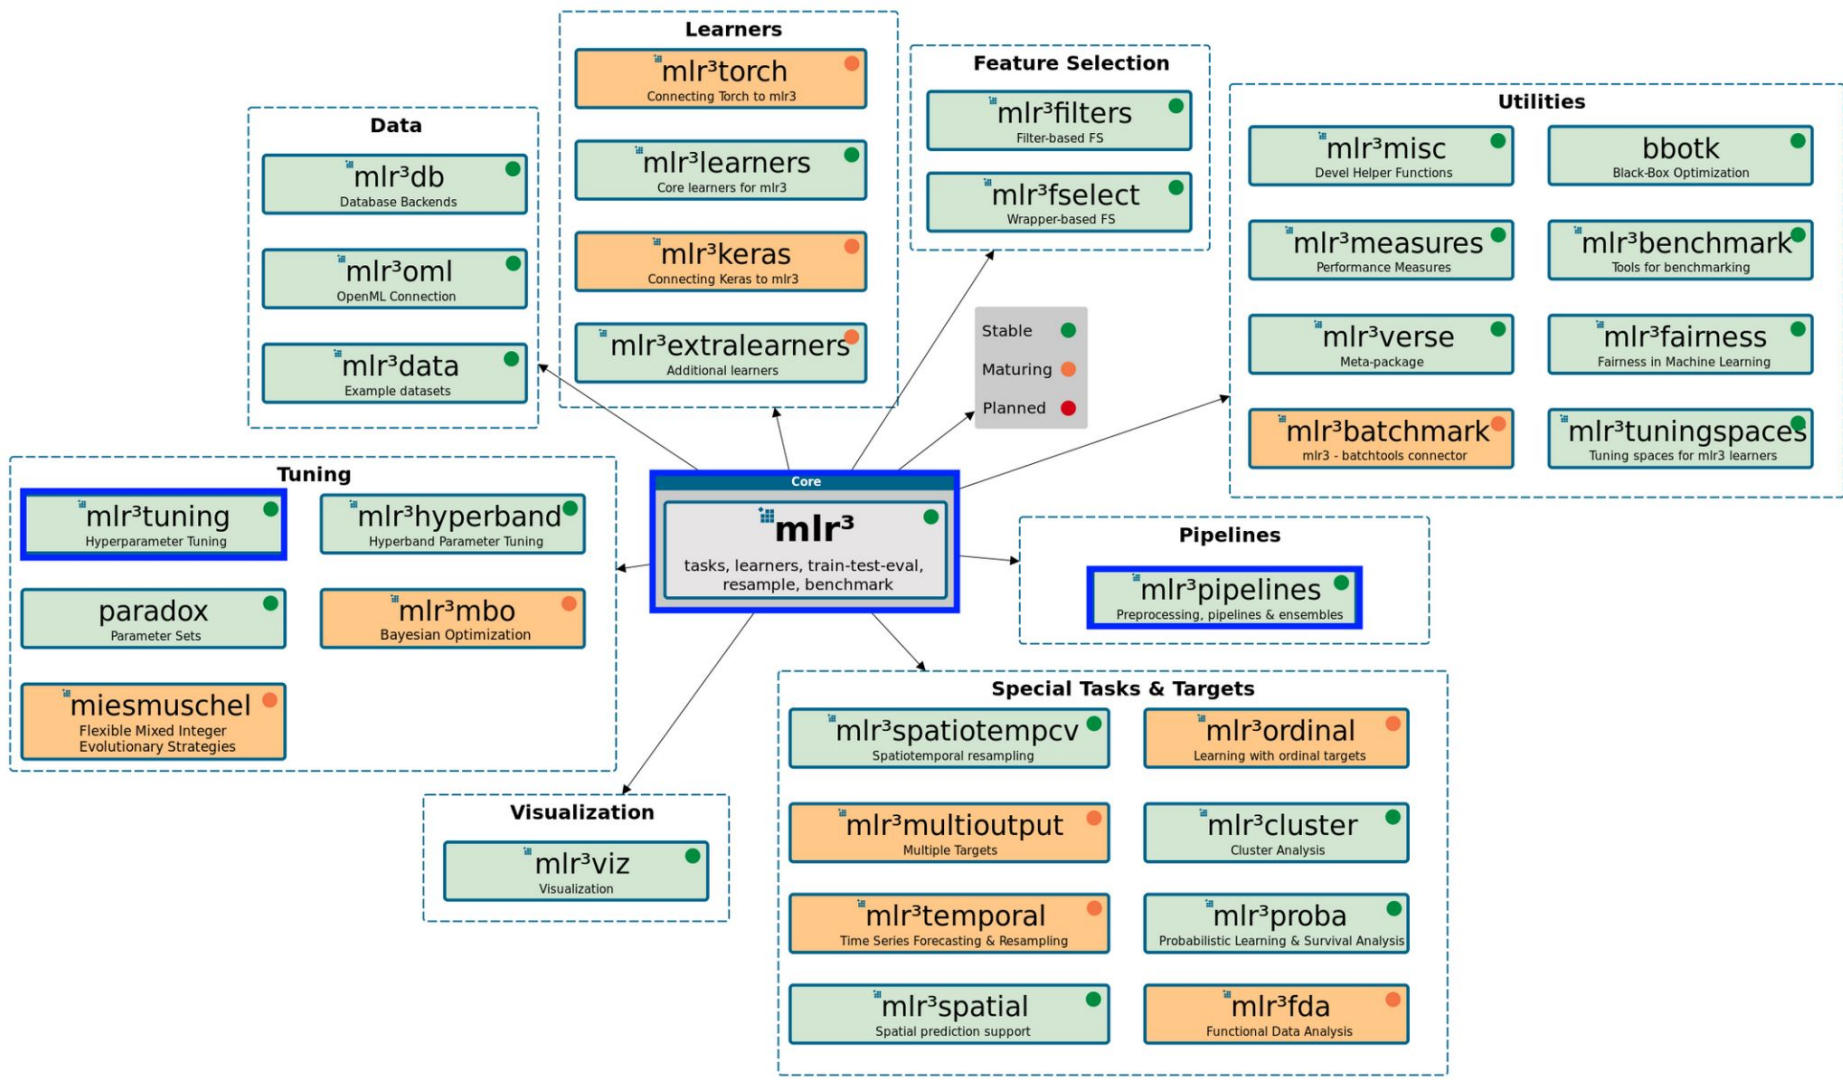 Learners
mlr³torch
Connecting Torch to mlr3
mlr³learners
Core learners for mlr3
mlr³keras
Connecting Keras to mlr3
mlr³extralearners
Additional learners
Feature Selection
mlr³filters
Filter-based FS
mlr³fselect
Wrapper-based FS
Utilities
mlr³misc
Devel Helper Functions
bbotk
Black-Box Optimization
mlr³measures
Performance Measures
mlr³benchmark
Tools for benchmarking
mlr³verse
Meta-package
mlr³fairness
Fairness in Machine Learning
mlr³batchmark
mlr3 - batchtools connector
mlr³tuningspaces
Tuning spaces for mlr3 learners
Data
mlr³db
Database Backends
mlr³oml
OpenML Connection
mlr³data
Example datasets
Stable
Maturing
Planned
Tuning
mlr³tuning
Hyperparameter Tuning
mlr³hyperband
Hyperband Parameter Tuning
paradox
Parameter Sets
mlr³mbo
Bayesian Optimization
miesmuschel
Flexible Mixed Integer
Evolutionary Strategies
Core
mlr³
tasks, learners, train-test-eval,
resample, benchmark
Pipelines
mlr³pipelines
Preprocessing, pipelines & ensembles
Visualization
mlr³viz
Visualization
Special Tasks & Targets
mlr³spatiotempcv
Spatiotemporal resampling
mlr³ordinal
Learning with ordinal targets
mlr³multioutput
Multiple Targets
mlr³cluster
Cluster Analysis
mlr³temporal
Time Series Forecasting & Resampling
mlr³proba
Probabilistic Learning & Survival Analysis
mlr³spatial
Spatial prediction support
mlr³fda
Functional Data Analysis